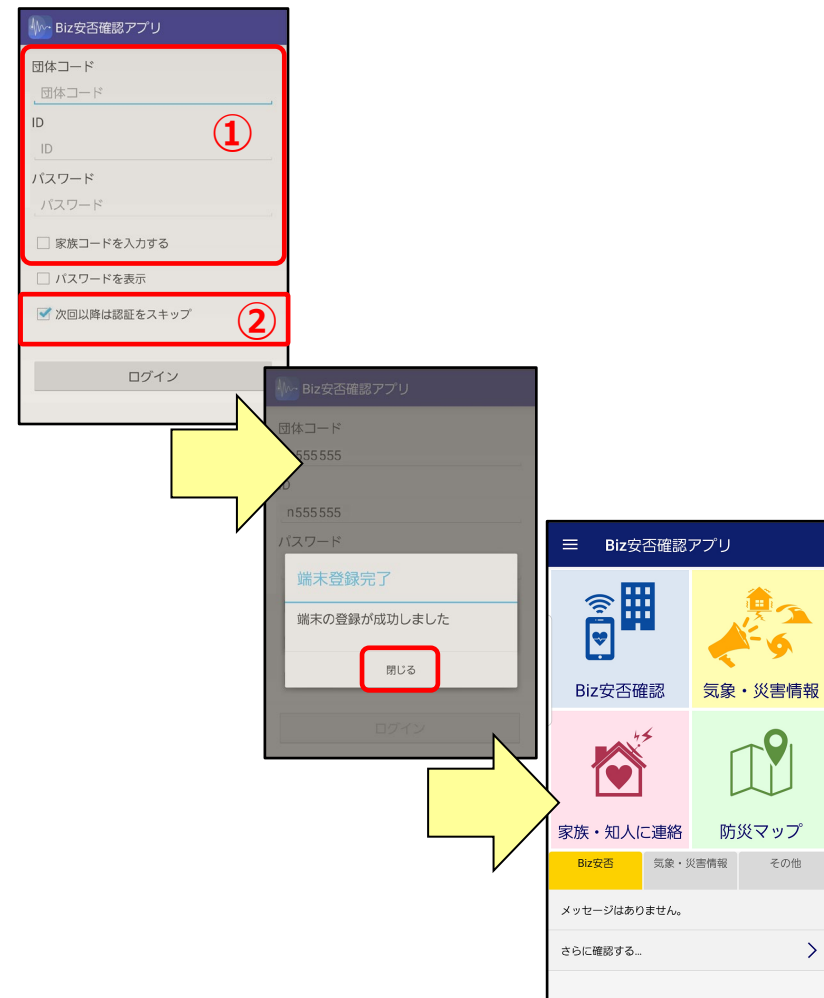 Biz安否確認アプリ
団体コード
団体コード
ID
ID
①
パスワード
パスワード
家族コードを入力する
パスワードを表示
次回以降は認証をスキップ
②
ログイン
Biz安否確認アプリ
団体コード
555555
ID
n555555
パスワード
端末登録完了
端末の登録が成功しました
閉じる
ログイン
Biz安否確認アプリ
Biz安否確認
気象・災害情報
家族・知人に連絡
防災マップ
Biz安否
気象・災害情報
その他
メッセージはありません。
さらに確認する...